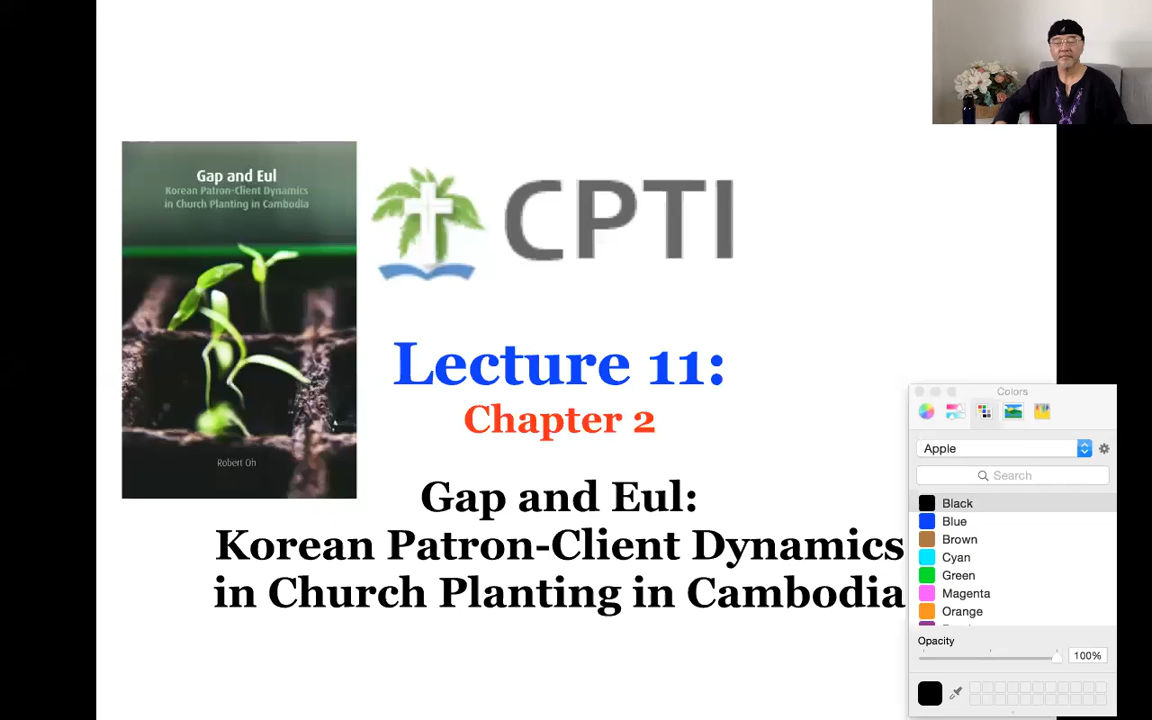 Gap and Eul
Korean Patron-Client Dynamics
in Church Planting in Cambodia
Robert Oh
CPTI
Lecture 11:
Chapter 2
Gap and Eul:
Korean Patron-Client Dynamics
in Church Planting in Cambodia
Colors
Apple
Search
Black
Blue
Brown
Cyan
Green
Magenta
Orange
Opacity
100%